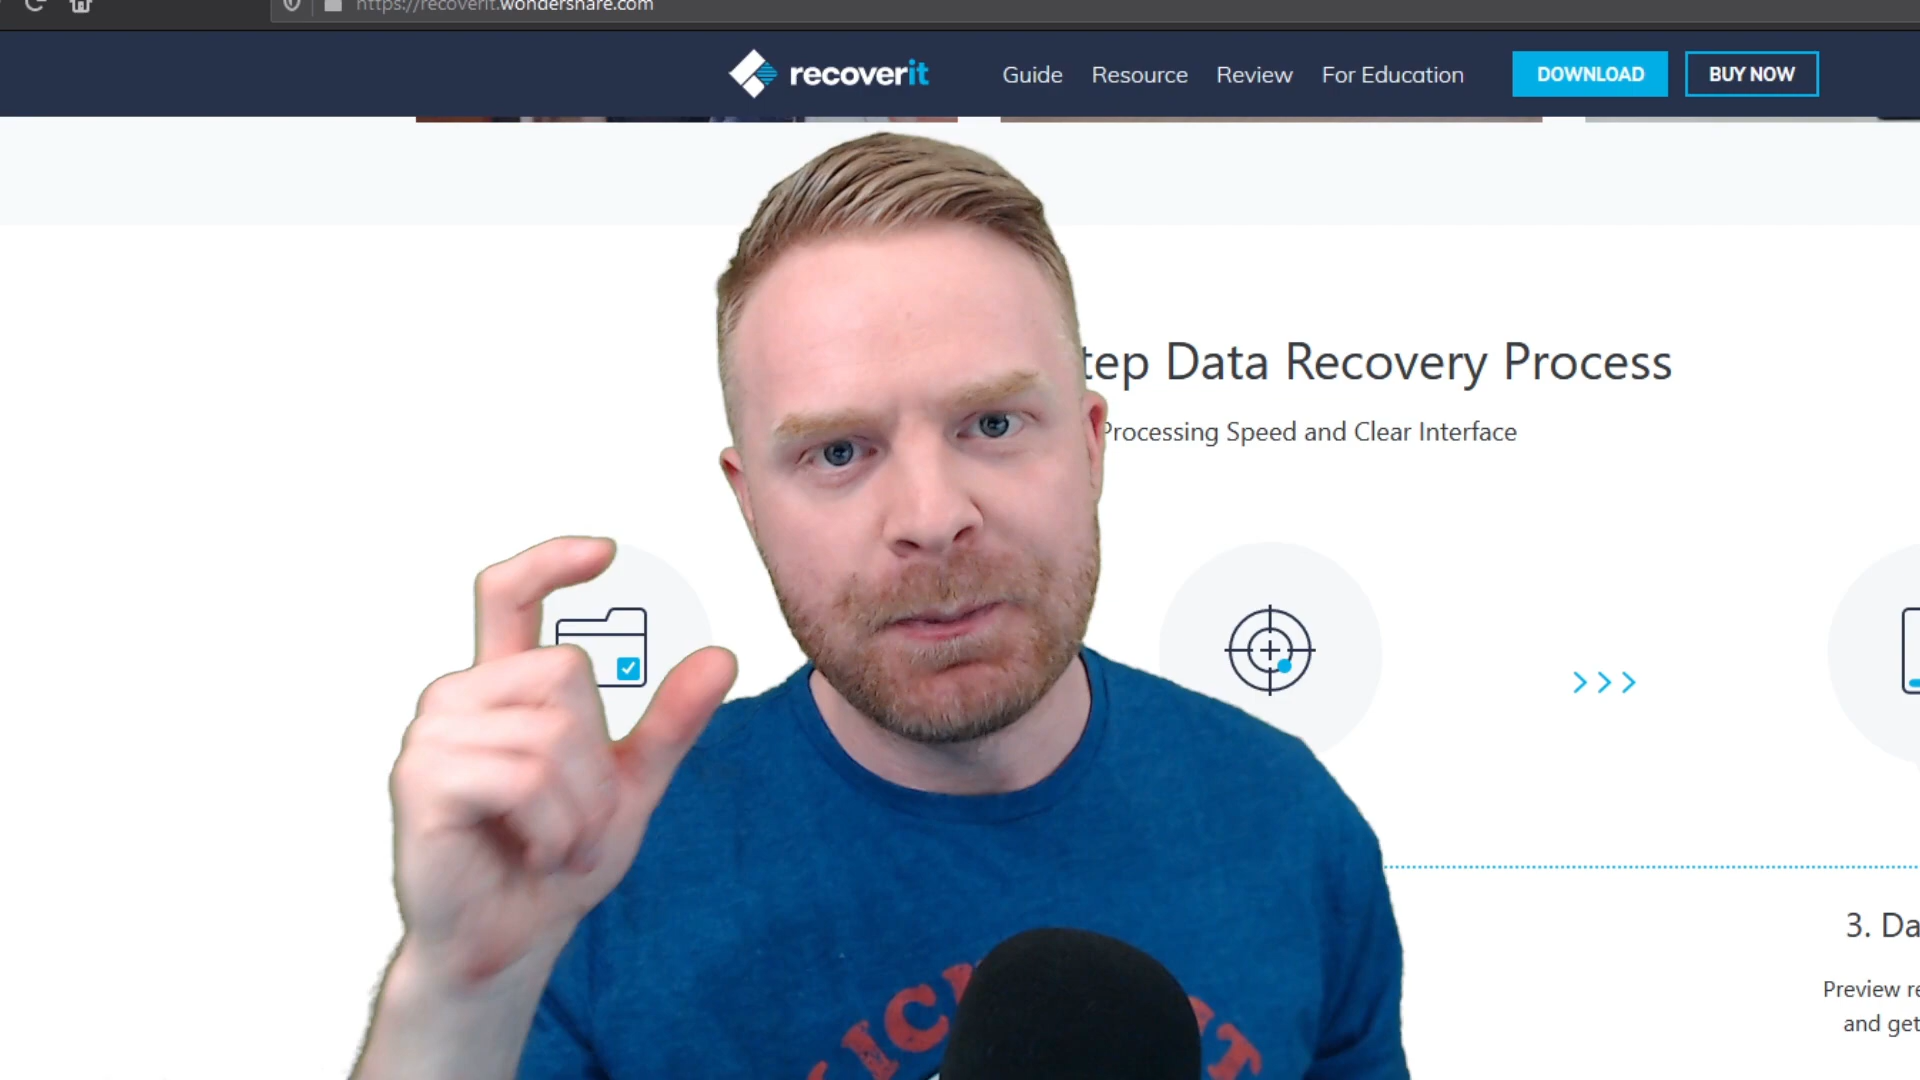 https://recoverit.wondershare.com
recoverit
Guide
Resource
Review
For Education
DOWNLOAD
BUY NOW
tep Data Recovery Process
Processing Speed and Clear Interface
3. Da
Preview re
and get